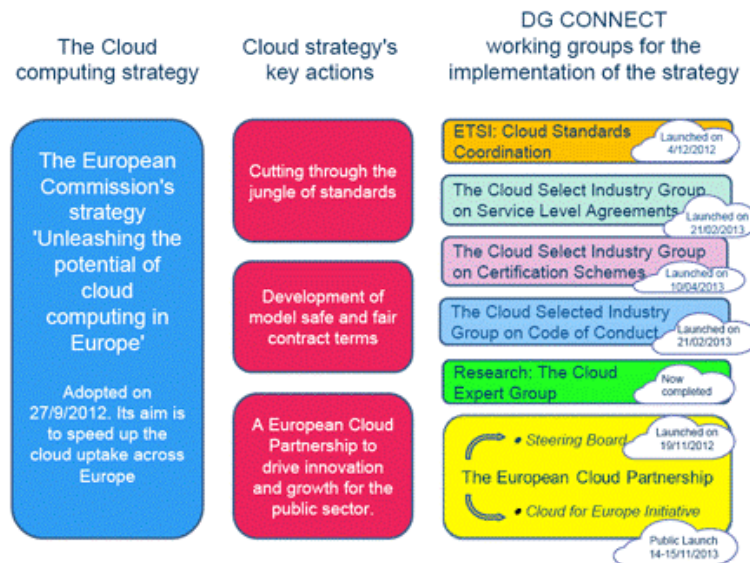 The Cloud
computing strategy
Cloud strategy's
key actions
DG CONNECT
working groups for the
implementation of the strategy
The European
Commission's
strategy
'Unleashing the
potential of
cloud
computing in
Europe'
Adopted on
27/9/2012. Its aim is
to speed up the
cloud uptake across
Europe
Cutting through the
jungle of standards
Development of
model safe and fair
contract terms
A European Cloud
Partnership to
drive innovation
and growth for the
public sector.
ETSI: Cloud Standards
Coordination
Launched on
4/12/2012
The Cloud Select Industry Group
on Service Level Agreements
Launched on
21/02/2013
The Cloud Select Industry Group
on Certification Schemes
Launched on
10/04/2013
The Cloud Selected Industry
Group on Code of Conduct
Launched on
21/02/2013
Research: The Cloud
Expert Group
Now
completed
• Steering Board
Launched on
19/11/2012
The European Cloud Partnership
• Cloud for Europe Initiative
Public Launch
14-15/11/2013